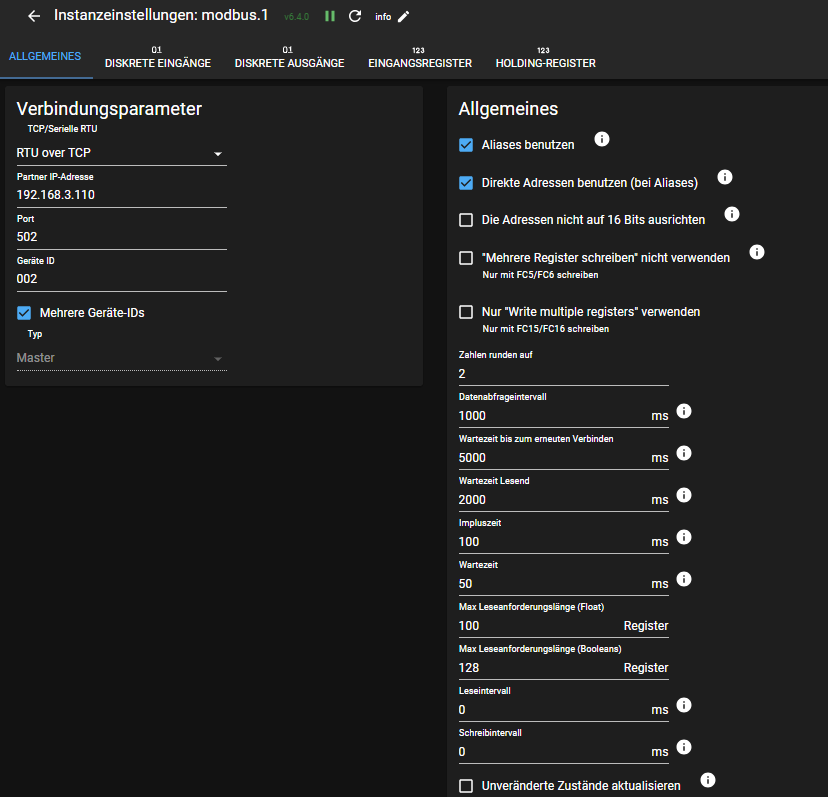 Instanzeinstellungen: modbus.1 v6.4.0 info
ALLGEMEINES
01
DISKRETE EINGÄNGE
01
DISKRETE AUSGÄNGE
123
EINGANGSREGISTER
123
HOLDING-REGISTER
Verbindungsparameter
TCP/Serielle RTU
RTU over TCP
Partner IP-Adresse
192.168.3.110
Port
502
Geräte ID
002
Mehrere Geräte-IDs
Typ
Master
Allgemeines
Aliases benutzen
Direkte Adressen benutzen (bei Aliases)
Die Adressen nicht auf 16 Bits ausrichten
"Mehrere Register schreiben" nicht verwenden
Nur mit FC5/FC6 schreiben
Nur "Write multiple registers" verwenden
Nur mit FC15/FC16 schreiben
Zahlen runden auf
2
Datenabfrageintervall
1000 ms
Wartezeit bis zum erneuten Verbinden
5000 ms
Wartezeit Lesend
2000 ms
Impluszeit
100 ms
Wartezeit
50 ms
Max Leseanforderungslänge (Float)
100 Register
Max Leseanforderungslänge (Booleans)
128 Register
Leseintervall
0 ms
Schreibintervall
0 ms
Unveränderte Zustände aktualisieren